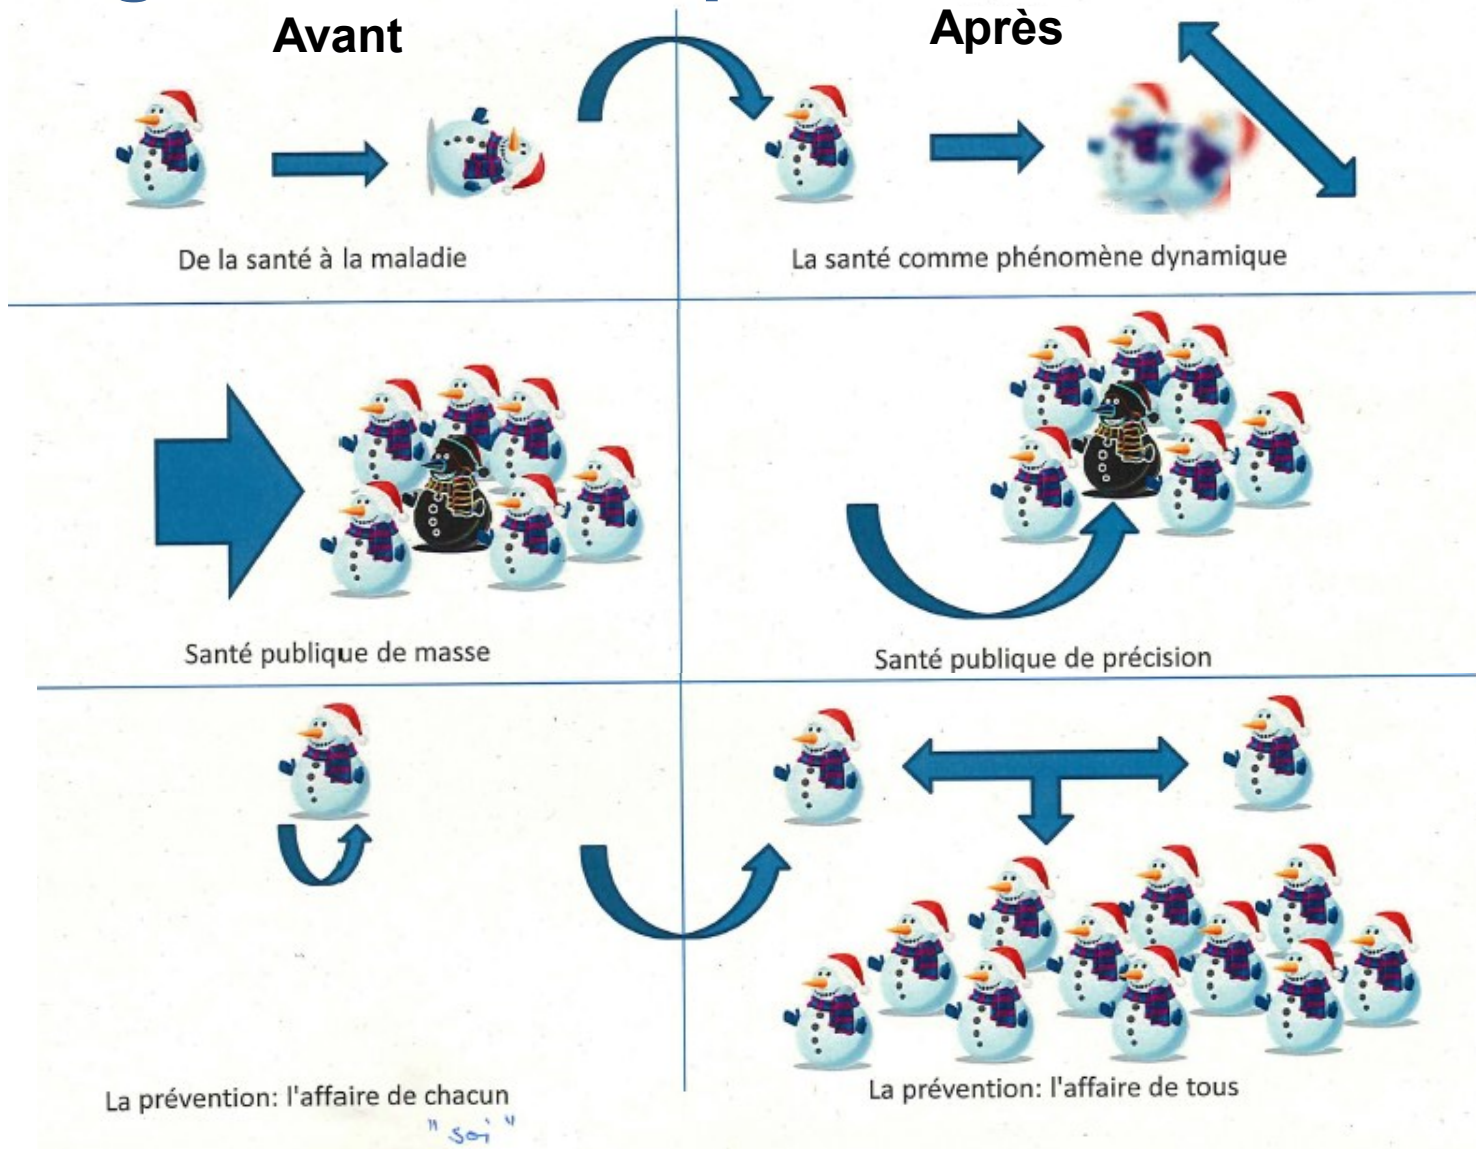 Avant
Après
De la santé à la maladie
La santé comme phénomène dynamique
Santé publique de masse
Santé publique de précision
La prévention: l'affaire de chacun
"soi"
La prévention: l'affaire de tous